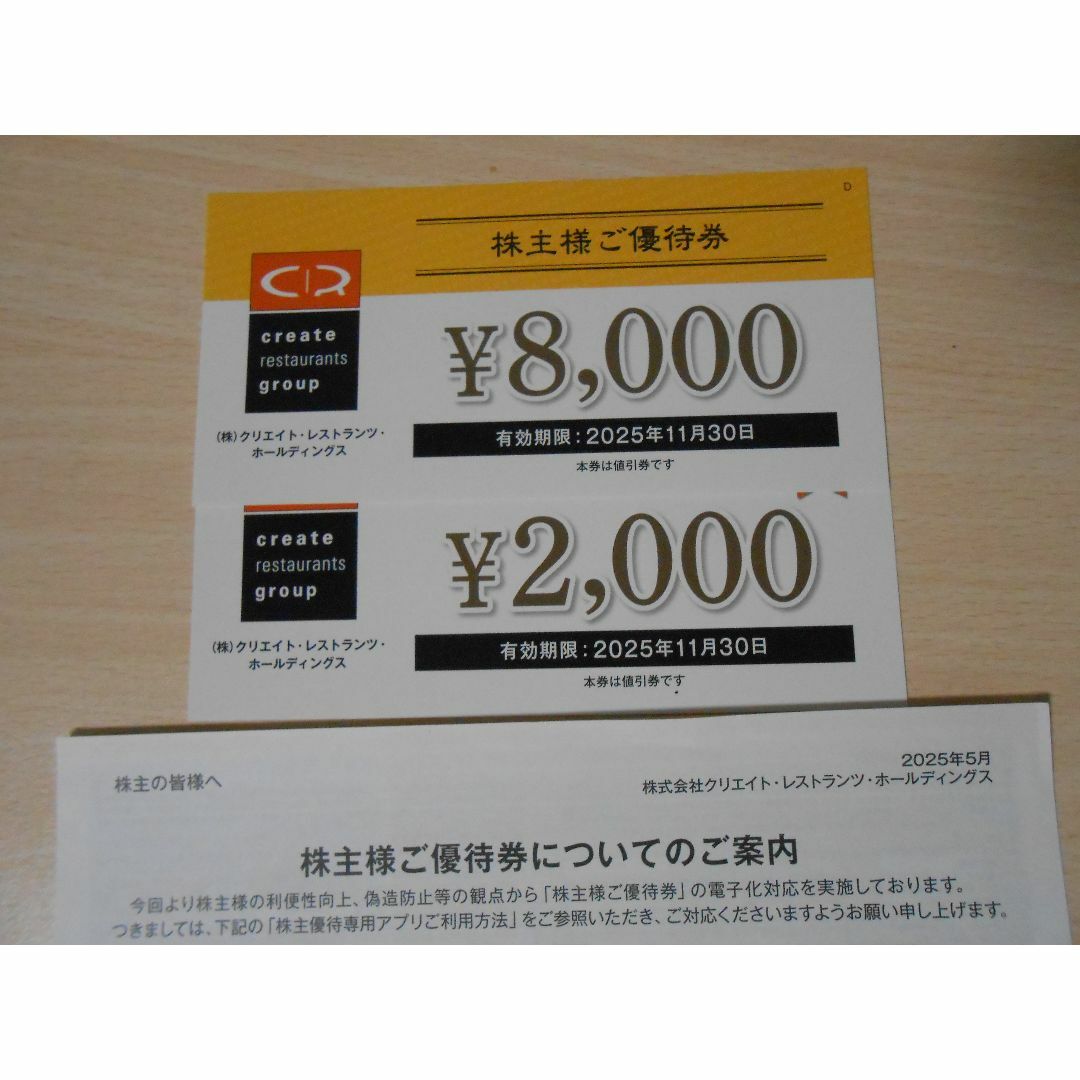 D
株主様ご優待券
CR
create
restaurants
group
¥8,000
(株)クリエイト・レストランツ・
ホールディングス
有効期限:2025年11月30日
本券は値引券です
create
restaurants
group
¥2,000
(株)クリエイト・レストランツ・
ホールディングス
有効期限:2025年11月30日
本券は値引券です
2025年5月
株主の皆様へ
株式会社クリエイト・レストランツ・ホールディングス
株主様ご優待券についてのご案内
今回より株主様の利便性向上、偽造防止等の観点から「株主様ご優待券」の電子化対応を実施しております。
つきましては、下記の「株主優待専用アプリご利用方法」をご参照いただき、ご対応くださいますようお願い申し上げます。